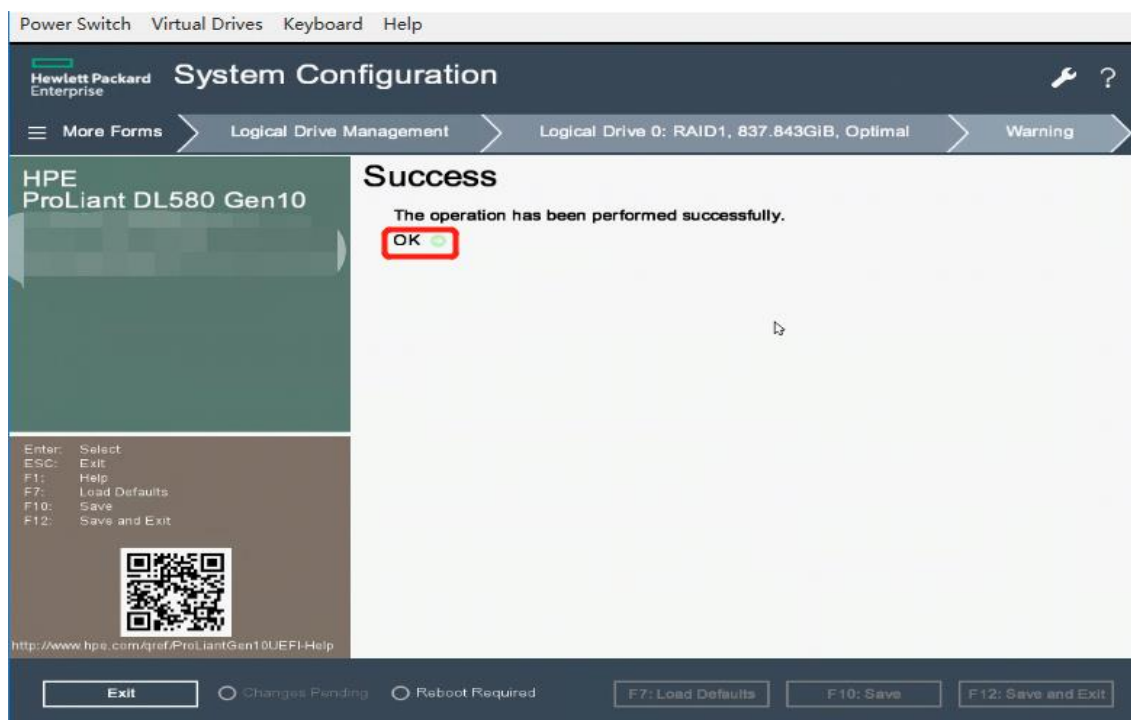 Power Switch Virtual Drives Keyboard Help
Hewlett Packard
Enterprise
System Configuration
?
More Forms
Logical Drive Management
Logical Drive 0: RAID1, 837.843GiB, Optimal
Warning
HPE
ProLiant DL580 Gen10
Success
The operation has been performed successfully.
OK
Enter: Select
ESC: Exit
F1: Help
F7: Load Defaults
F10: Save
F12: Save and Exit
http://www.hpe.com/qref/ProLiantGen10UEFI-Help
Exit
Changes Pending
Reboot Required
F7: Load Defaults
F10: Save
F12: Save and Exit